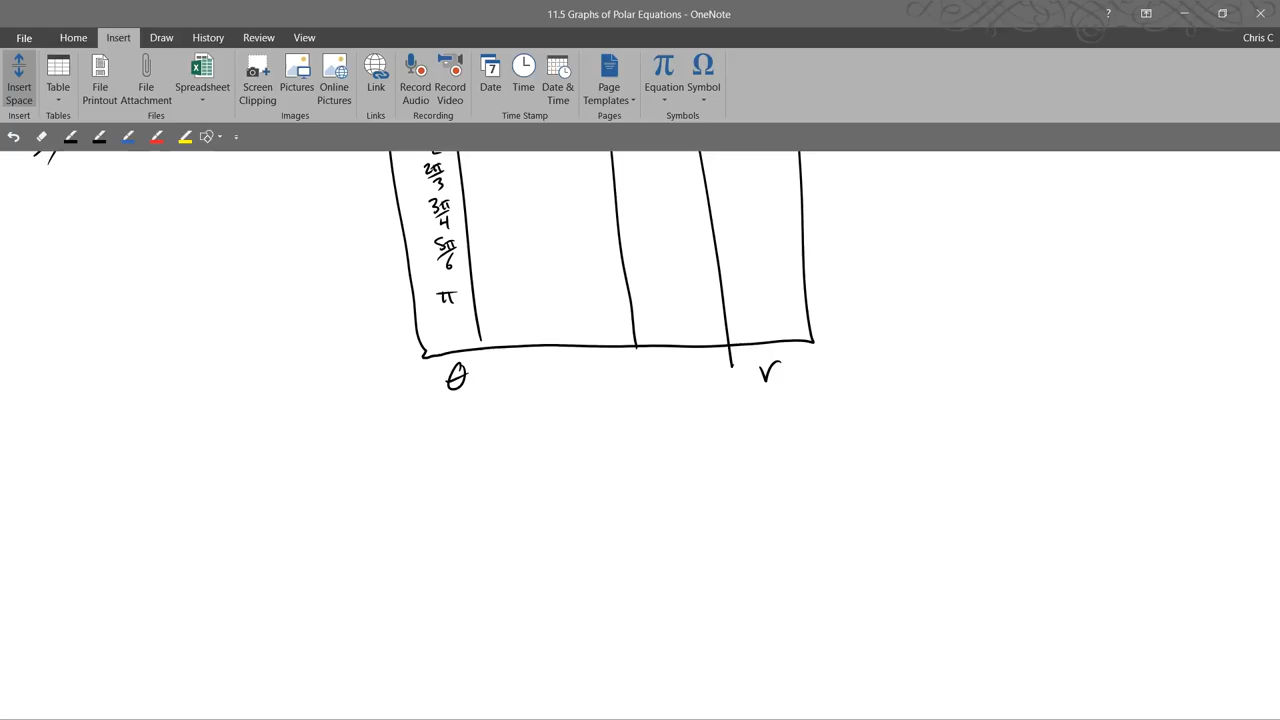 11.5 Graphs of Polar Equations - OneNote
?
File Home Insert Draw History Review View
Chris C
Insert Space
Table
File Printout
File Attachment
Spreadsheet
Screen Clipping
Pictures
Online Pictures
Link
Record Audio
Record Video
Date
Time
Date & Time
Page Templates
π Equation
Ω Symbol
Insert Tables Files Images Links Recording Time Stamp Pages Symbols
2π/3
3π/4
5π/6
π
θ r